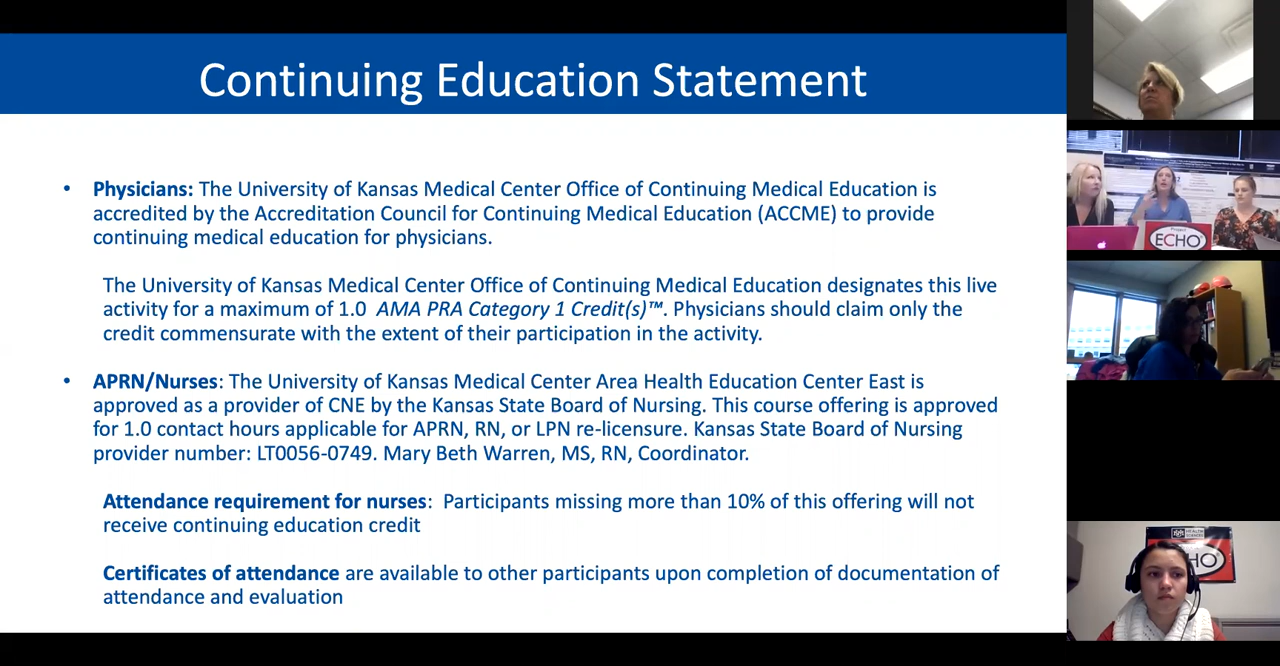 Continuing Education Statement
• Physicians: The University of Kansas Medical Center Office of Continuing Medical Education is
accredited by the Accreditation Council for Continuing Medical Education (ACCME) to provide
continuing medical education for physicians.
The University of Kansas Medical Center Office of Continuing Medical Education designates this live
activity for a maximum of 1.0 AMA PRA Category 1 Credit(s)™. Physicians should claim only the
credit commensurate with the extent of their participation in the activity.
• APRN/Nurses: The University of Kansas Medical Center Area Health Education Center East is
approved as a provider of CNE by the Kansas State Board of Nursing. This course offering is approved
for 1.0 contact hours applicable for APRN, RN, or LPN re-licensure. Kansas State Board of Nursing
provider number: LT0056-0749. Mary Beth Warren, MS, RN, Coordinator.
Attendance requirement for nurses: Participants missing more than 10% of this offering will not
receive continuing education credit
Certificates of attendance are available to other participants upon completion of documentation of
attendance and evaluation
Project
ECHO
HEALTH
SCIENCES
HO